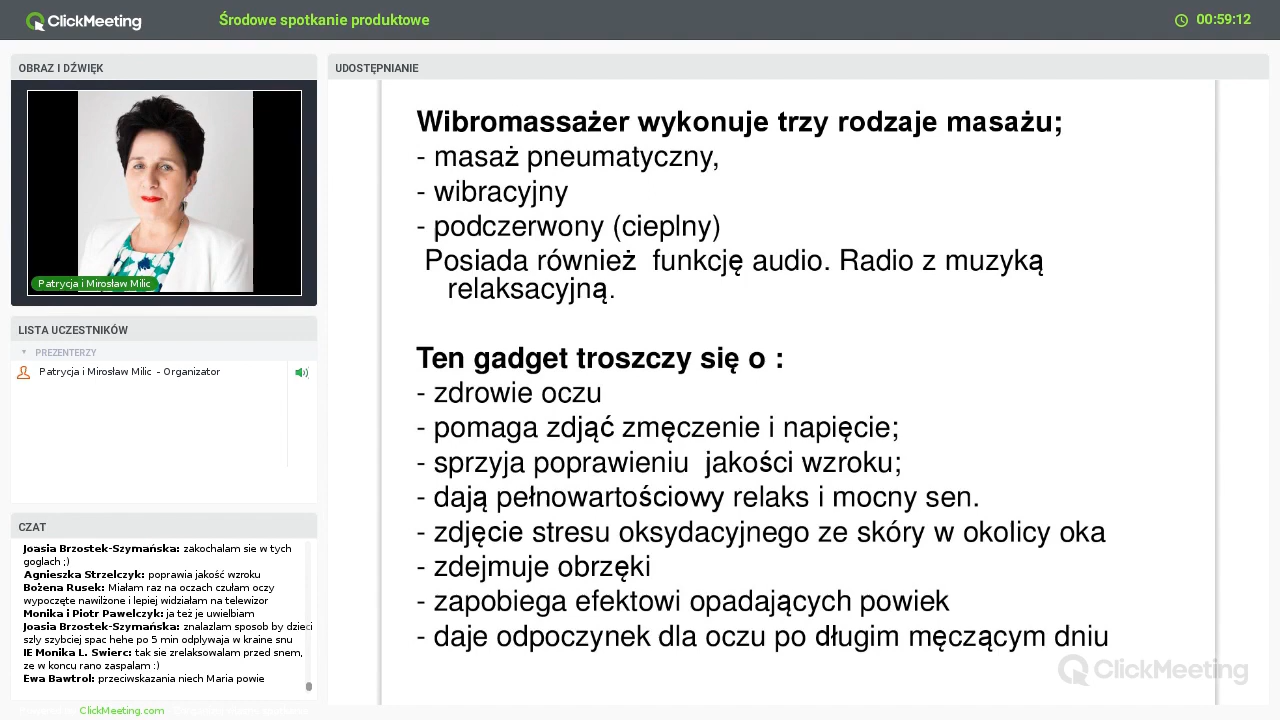 ClickMeeting
Środowe spotkanie produktowe
00:59:12
OBRAZ I DŹWIĘK
Patrycja i Mirosław Milic
LISTA UCZESTNIKÓW
PREZENTERZY
Patrycja i Mirosław Milic - Organizator
CZAT
Joasia Brzostek-Szymańska: zakochalam sie w tych
goglach ;)
Agnieszka Strzelczyk: poprawia jakość wzroku
Bożena Rusek: Miałam raz na oczach czułam oczy
wypoczęte nawilżone i lepiej widziałam na telewizor
Monika i Piotr Pawelczyk: ja też je uwielbiam
Joasia Brzostek-Szymańska: znalazlam sposob by dzieci
szly szybciej spac hehe po 5 min odplywaja w kraine snu
IE Monika L. Swierc: tak sie zrelaksowalam przed snem,
ze w koncu rano zaspalam :)
Ewa Bawtrol: przeciwskazania niech Maria powie
ClickMeeting.com
UDOSTĘPNIANIE
Wibromassażer wykonuje trzy rodzaje masażu;
- masaż pneumatyczny,
- wibracyjny
- podczerwony (cieplny)
Posiada również funkcję audio. Radio z muzyką
relaksacyjną.
Ten gadget troszczy się o :
- zdrowie oczu
- pomaga zdjąć zmęczenie i napięcie;
- sprzyja poprawieniu jakości wzroku;
- dają pełnowartościowy relaks i mocny sen.
- zdjęcie stresu oksydacyjnego ze skóry w okolicy oka
- zdejmuje obrzęki
- zapobiega efektowi opadających powiek
- daje odpoczynek dla oczu po długim męczącym dniu
ClickMeeting